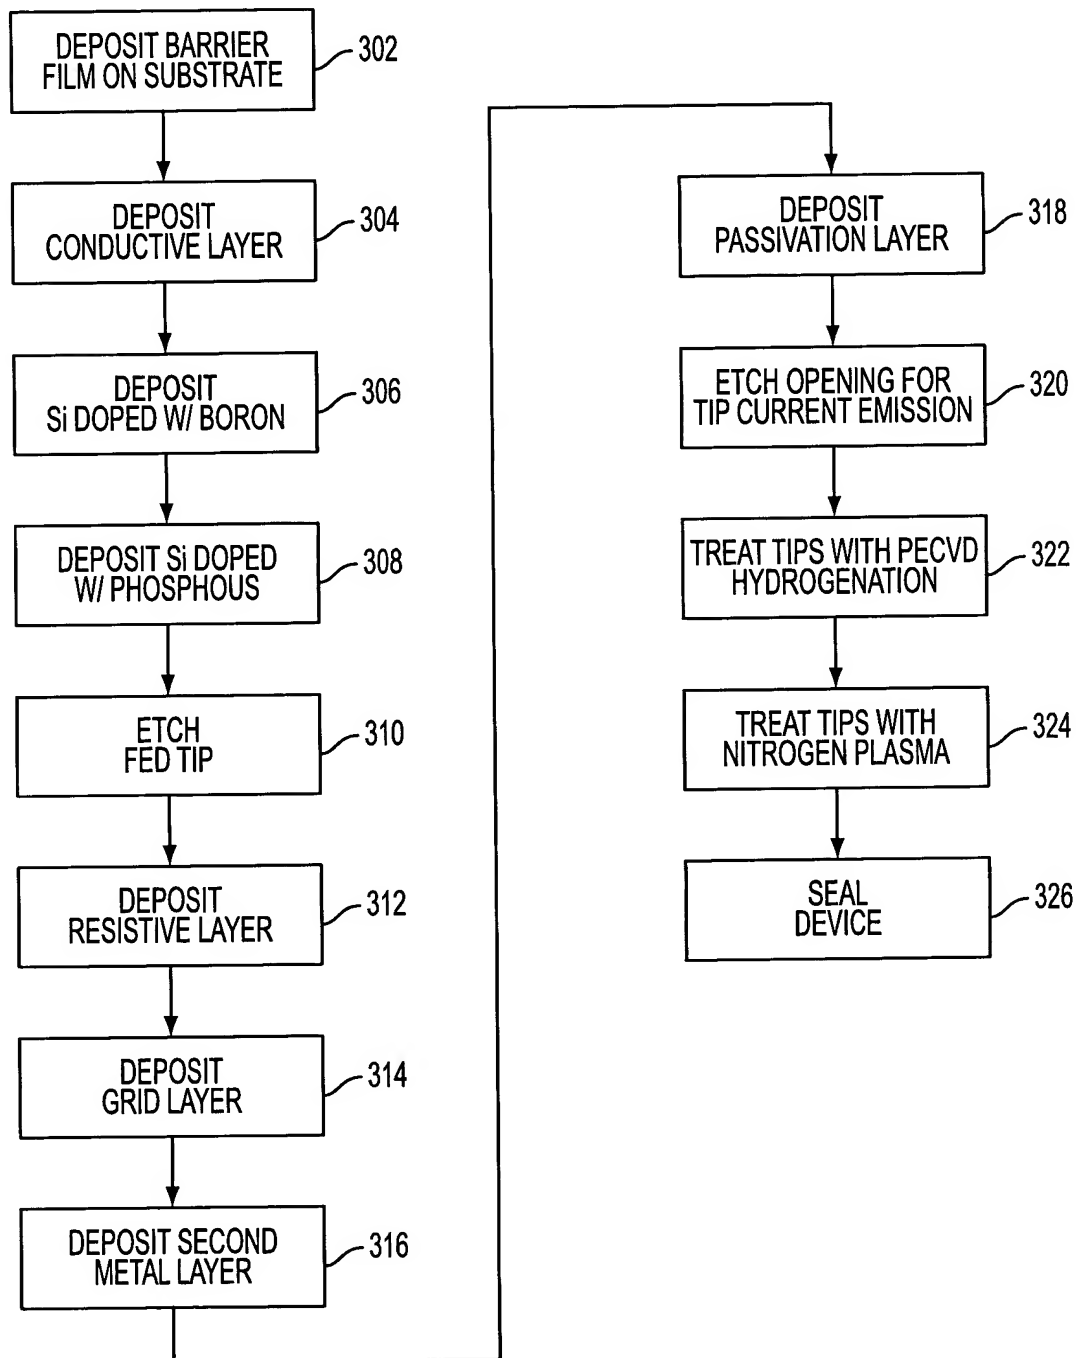 DEPOSIT BARRIER
FILM ON SUBSTRATE
302
DEPOSIT
CONDUCTIVE LAYER
304
DEPOSIT
Si DOPED W/ BORON
306
DEPOSIT Si DOPED
W/ PHOSPHOUS
308
ETCH
FED TIP
310
DEPOSIT
RESISTIVE LAYER
312
DEPOSIT
GRID LAYER
314
DEPOSIT SECOND
METAL LAYER
316
DEPOSIT
PASSIVATION LAYER
318
ETCH OPENING FOR
TIP CURRENT EMISSION
320
TREAT TIPS WITH PECVD
HYDROGENATION
322
TREAT TIPS WITH
NITROGEN PLASMA
324
SEAL
DEVICE
326